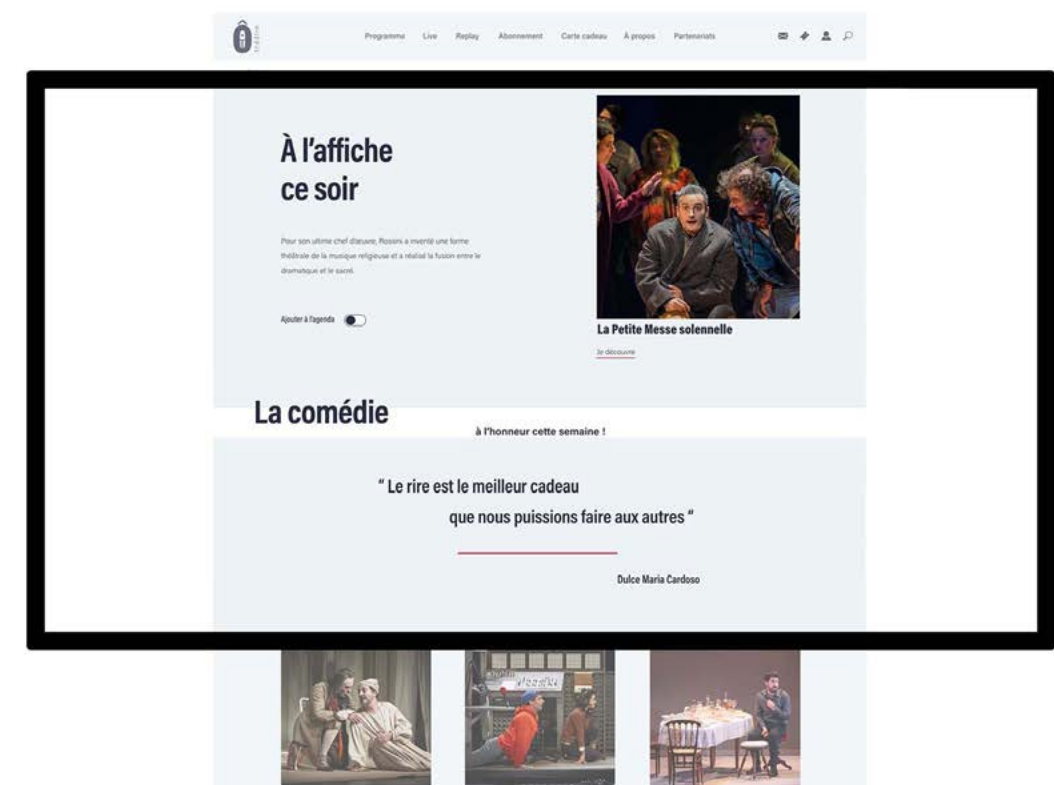 Ô
théâtre
Programme Live Replay Abonnement Carte cadeau À propos Partenariats
À l'affiche
ce soir
Pour son ultime chef d'œuvre, Rossini a inventé une forme
théâtrale de la musique religieuse et a réalisé la fusion entre le
dramatique et le sacré.
Ajouter à l'agenda
La Petite Messe solennelle
Je découvre
La comédie
à l'honneur cette semaine !
“ Le rire est le meilleur cadeau
que nous puissions faire aux autres “
Dulce Maria Cardoso